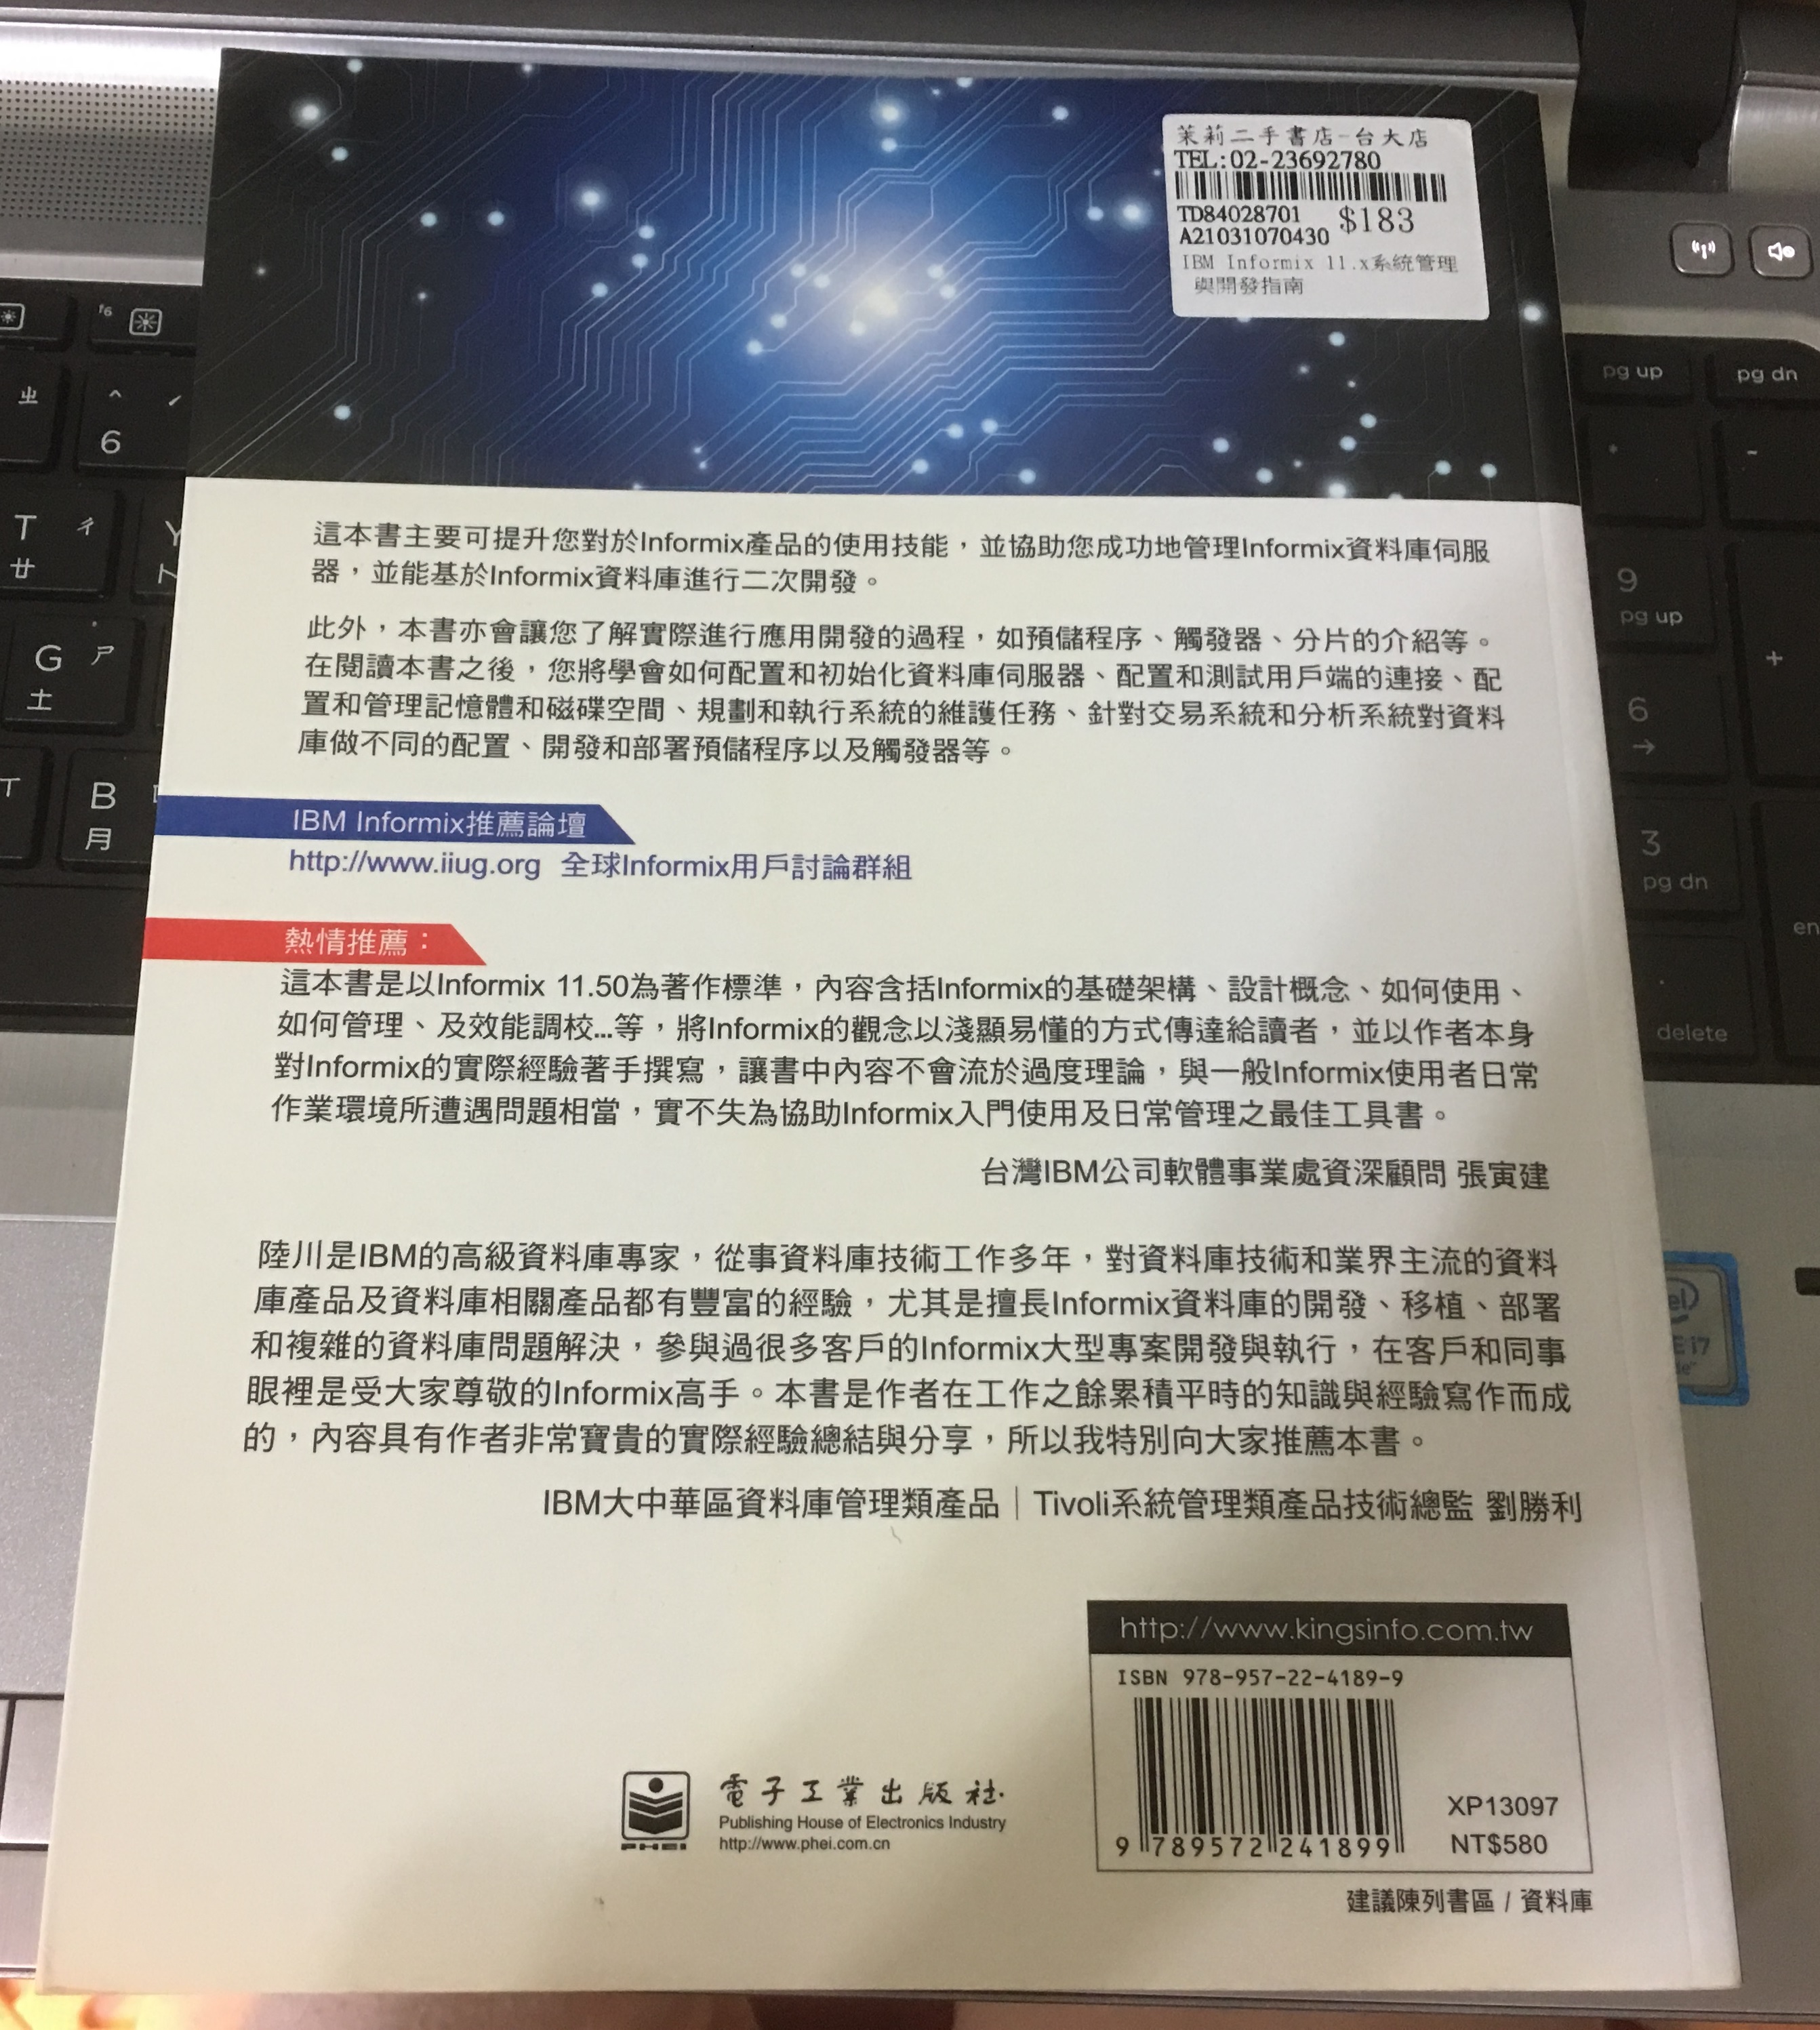 茉莉二手書店-台大店
TEL:02-23692780
TD84028701 $183
A21031070430
IBM Informix 11.x系統管理
與開發指南
這本書主要可提升您對於Informix產品的使用技能，並協助您成功地管理Informix資料庫伺服
器，並能基於Informix資料庫進行二次開發。
此外，本書亦會讓您了解實際進行應用開發的過程，如預儲程序、觸發器、分片的介紹等。
在閱讀本書之後，您將學會如何配置和初始化資料庫伺服器、配置和測試用戶端的連接、配
置和管理記憶體和磁碟空間、規劃和執行系統的維護任務、針對交易系統和分析系統對資料
庫做不同的配置、開發和部署預儲程序以及觸發器等。
IBM Informix推薦論壇
http://www.iiug.org 全球Informix用戶討論群組
熱情推薦：
這本書是以Informix 11.50為著作標準，內容含括Informix的基礎架構、設計概念、如何使用、
如何管理、及效能調校...等，將Informix的觀念以淺顯易懂的方式傳達給讀者，並以作者本身
對Informix的實際經驗著手撰寫，讓書中內容不會流於過度理論，與一般Informix使用者日常
作業環境所遭遇問題相當，實不失為協助Informix入門使用及日常管理之最佳工具書。
台灣IBM公司軟體事業處資深顧問 張寅建
陸川是IBM的高級資料庫專家，從事資料庫技術工作多年，對資料庫技術和業界主流的資料
庫產品及資料庫相關產品都有豐富的經驗，尤其是擅長Informix資料庫的開發、移植、部署
和複雜的資料庫問題解決，參與過很多客戶的Informix大型專案開發與執行，在客戶和同事
眼裡是受大家尊敬的Informix高手。本書是作者在工作之餘累積平時的知識與經驗寫作而成
的，內容具有作者非常寶貴的實際經驗總結與分享，所以我特別向大家推薦本書。
IBM大中華區資料庫管理類產品│Tivoli系統管理類產品技術總監 劉勝利
http://www.kingsinfo.com.tw
ISBN 978-957-22-4189-9
9 789572 241899
XP13097
NT$580
建議陳列書區 / 資料庫
PHEI
電子工業出版社
Publishing House of Electronics Industry
http://www.phei.com.cn
f6
ㄓ
^ ˊ
6
T ㄔ
廿
Y
卜
G ㄕ
土
B
月
pg up
pg dn
-
9
pg up
+
6
→
3
pg dn
.
delete